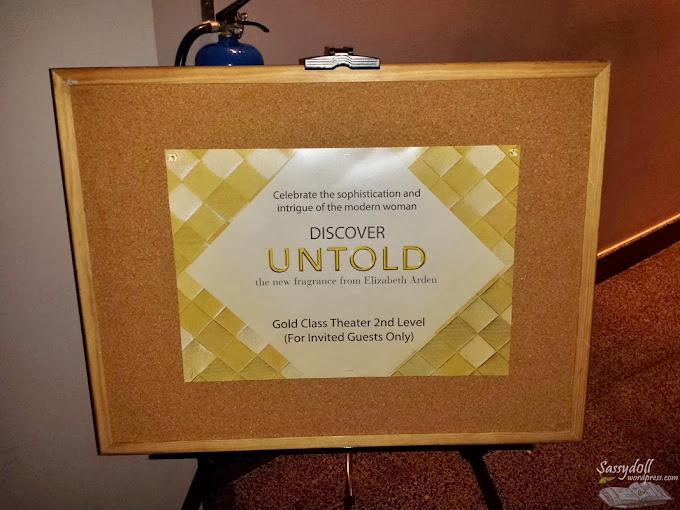 Celebrate the sophistication and
intrigue of the modern woman
DISCOVER
UNTOLD
the new fragrance from Elizabeth Arden
Gold Class Theater 2nd Level
(For Invited Guests Only)
Sassydoll
wordpress.com